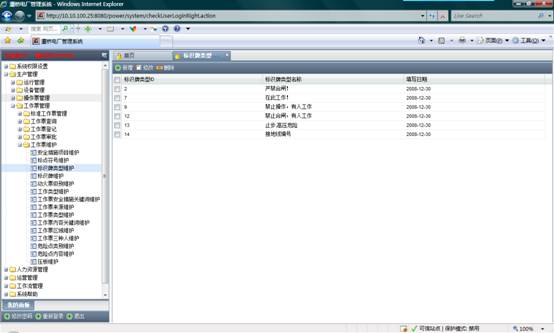 灞桥电厂管理系统 - Windows Internet Explorer
http://10.10.100.25:8080/power/system/checkUserLoginRight.action
Live Search
灞桥电厂管理系统
页面(P)
工具(O)
首页
标识牌类型
系统权限设置
生产管理
运行管理
设备管理
操作票管理
工作票管理
标准工作票管理
工作票查询
工作票登记
工作票审批
工作票维护
安全措施项目维护
标点符号维护
标识牌类型维护
标识牌维护
动火票级别维护
工作类型维护
工作票安全措施关键词维护
工作票来源维护
工作票类型维护
工作票内容关键词维护
工作票区域维护
工作票三种人维护
危险点类别维护
危险点内容维护
压板维护
人力资源管理
运营管理
工作流管理
系统帮助
我的面板
修改密码 重新登录 退出
新增 修改 删除
标识牌类型ID 标识牌类型名称 填写日期
2 严禁合闸! 2008-12-30
7 在此工作! 2008-12-30
9 禁止操作，有人工作 2008-12-30
12 禁止合闸，有人工作 2008-12-30
13 止步,高压危险 2008-12-30
14 接地线编号 2008-12-30
可信站点 | 保护模式: 禁用
100%